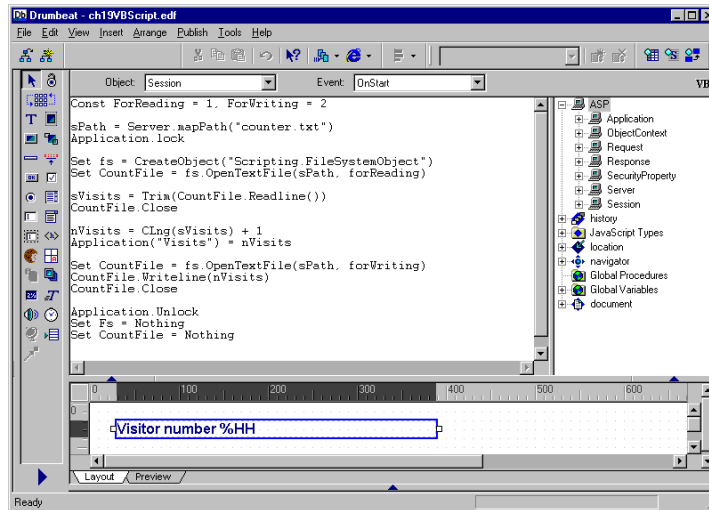 Drumbeat - ch19VBScript.edf
File Edit View Insert Arrange Publish Tools Help
Object: Session Event: OnStart VB
Const ForReading = 1, ForWriting = 2
sPath = Server.mapPath("counter.txt")
Application.lock
Set fs = CreateObject("Scripting.FileSystemObject")
Set CountFile = fs.OpenTextFile(sPath, forReading)
sVisits = Trim(CountFile.Readline())
CountFile.Close
nVisits = CLng(sVisits) + 1
Application("Visits") = nVisits
Set CountFile = fs.OpenTextFile(sPath, forWriting)
CountFile.Writeline(nVisits)
CountFile.Close
Application.Unlock
Set Fs = Nothing
Set CountFile = Nothing
ASP
Application
ObjectContext
Request
Response
SecurityProperty
Server
Session
history
JavaScript Types
location
navigator
Global Procedures
Global Variables
document
0 100 200 300 400 500 600
0
Visitor number %HH
Layout Preview
Ready